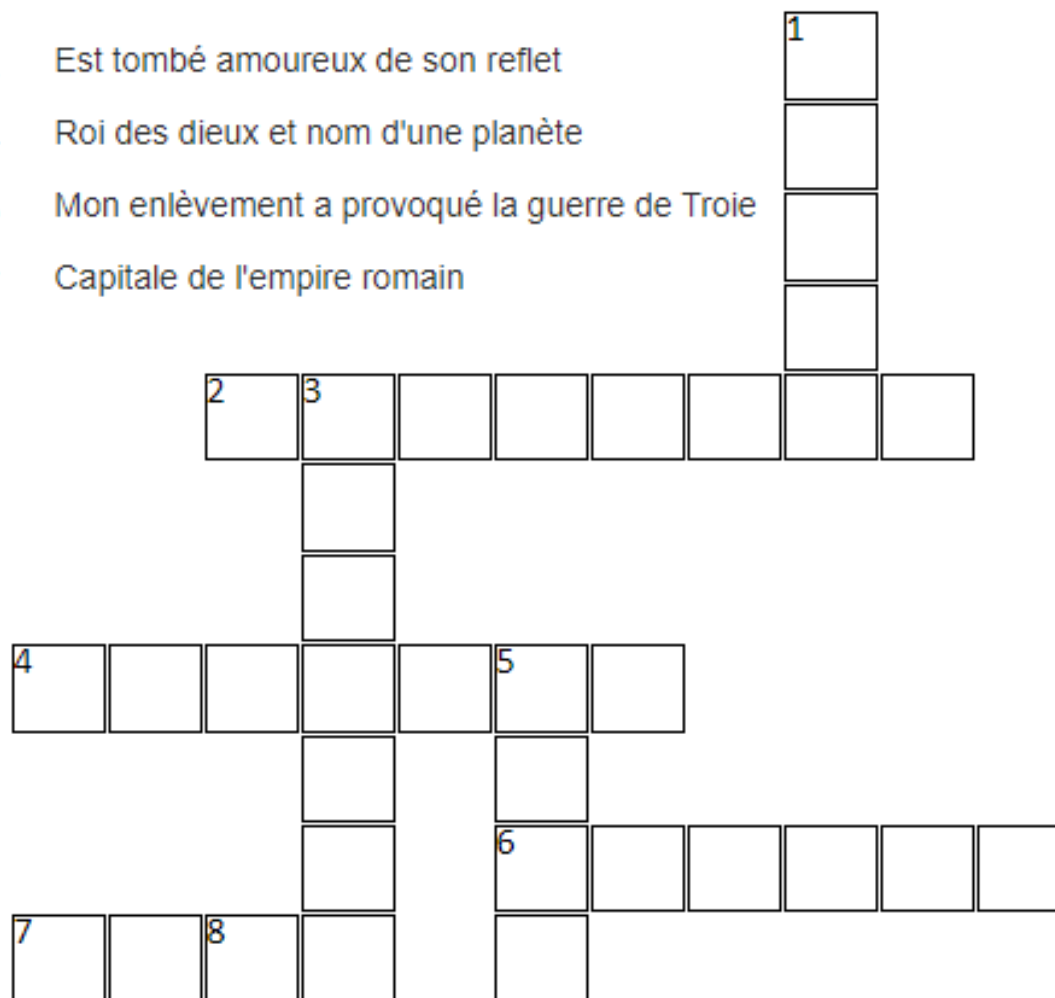 1
Est tombé amoureux de son reflet
Roi des dieux et nom d'une planète
Mon enlèvement a provoqué la guerre de Troie
Capitale de l'empire romain
2 3
4 5
6
7 8